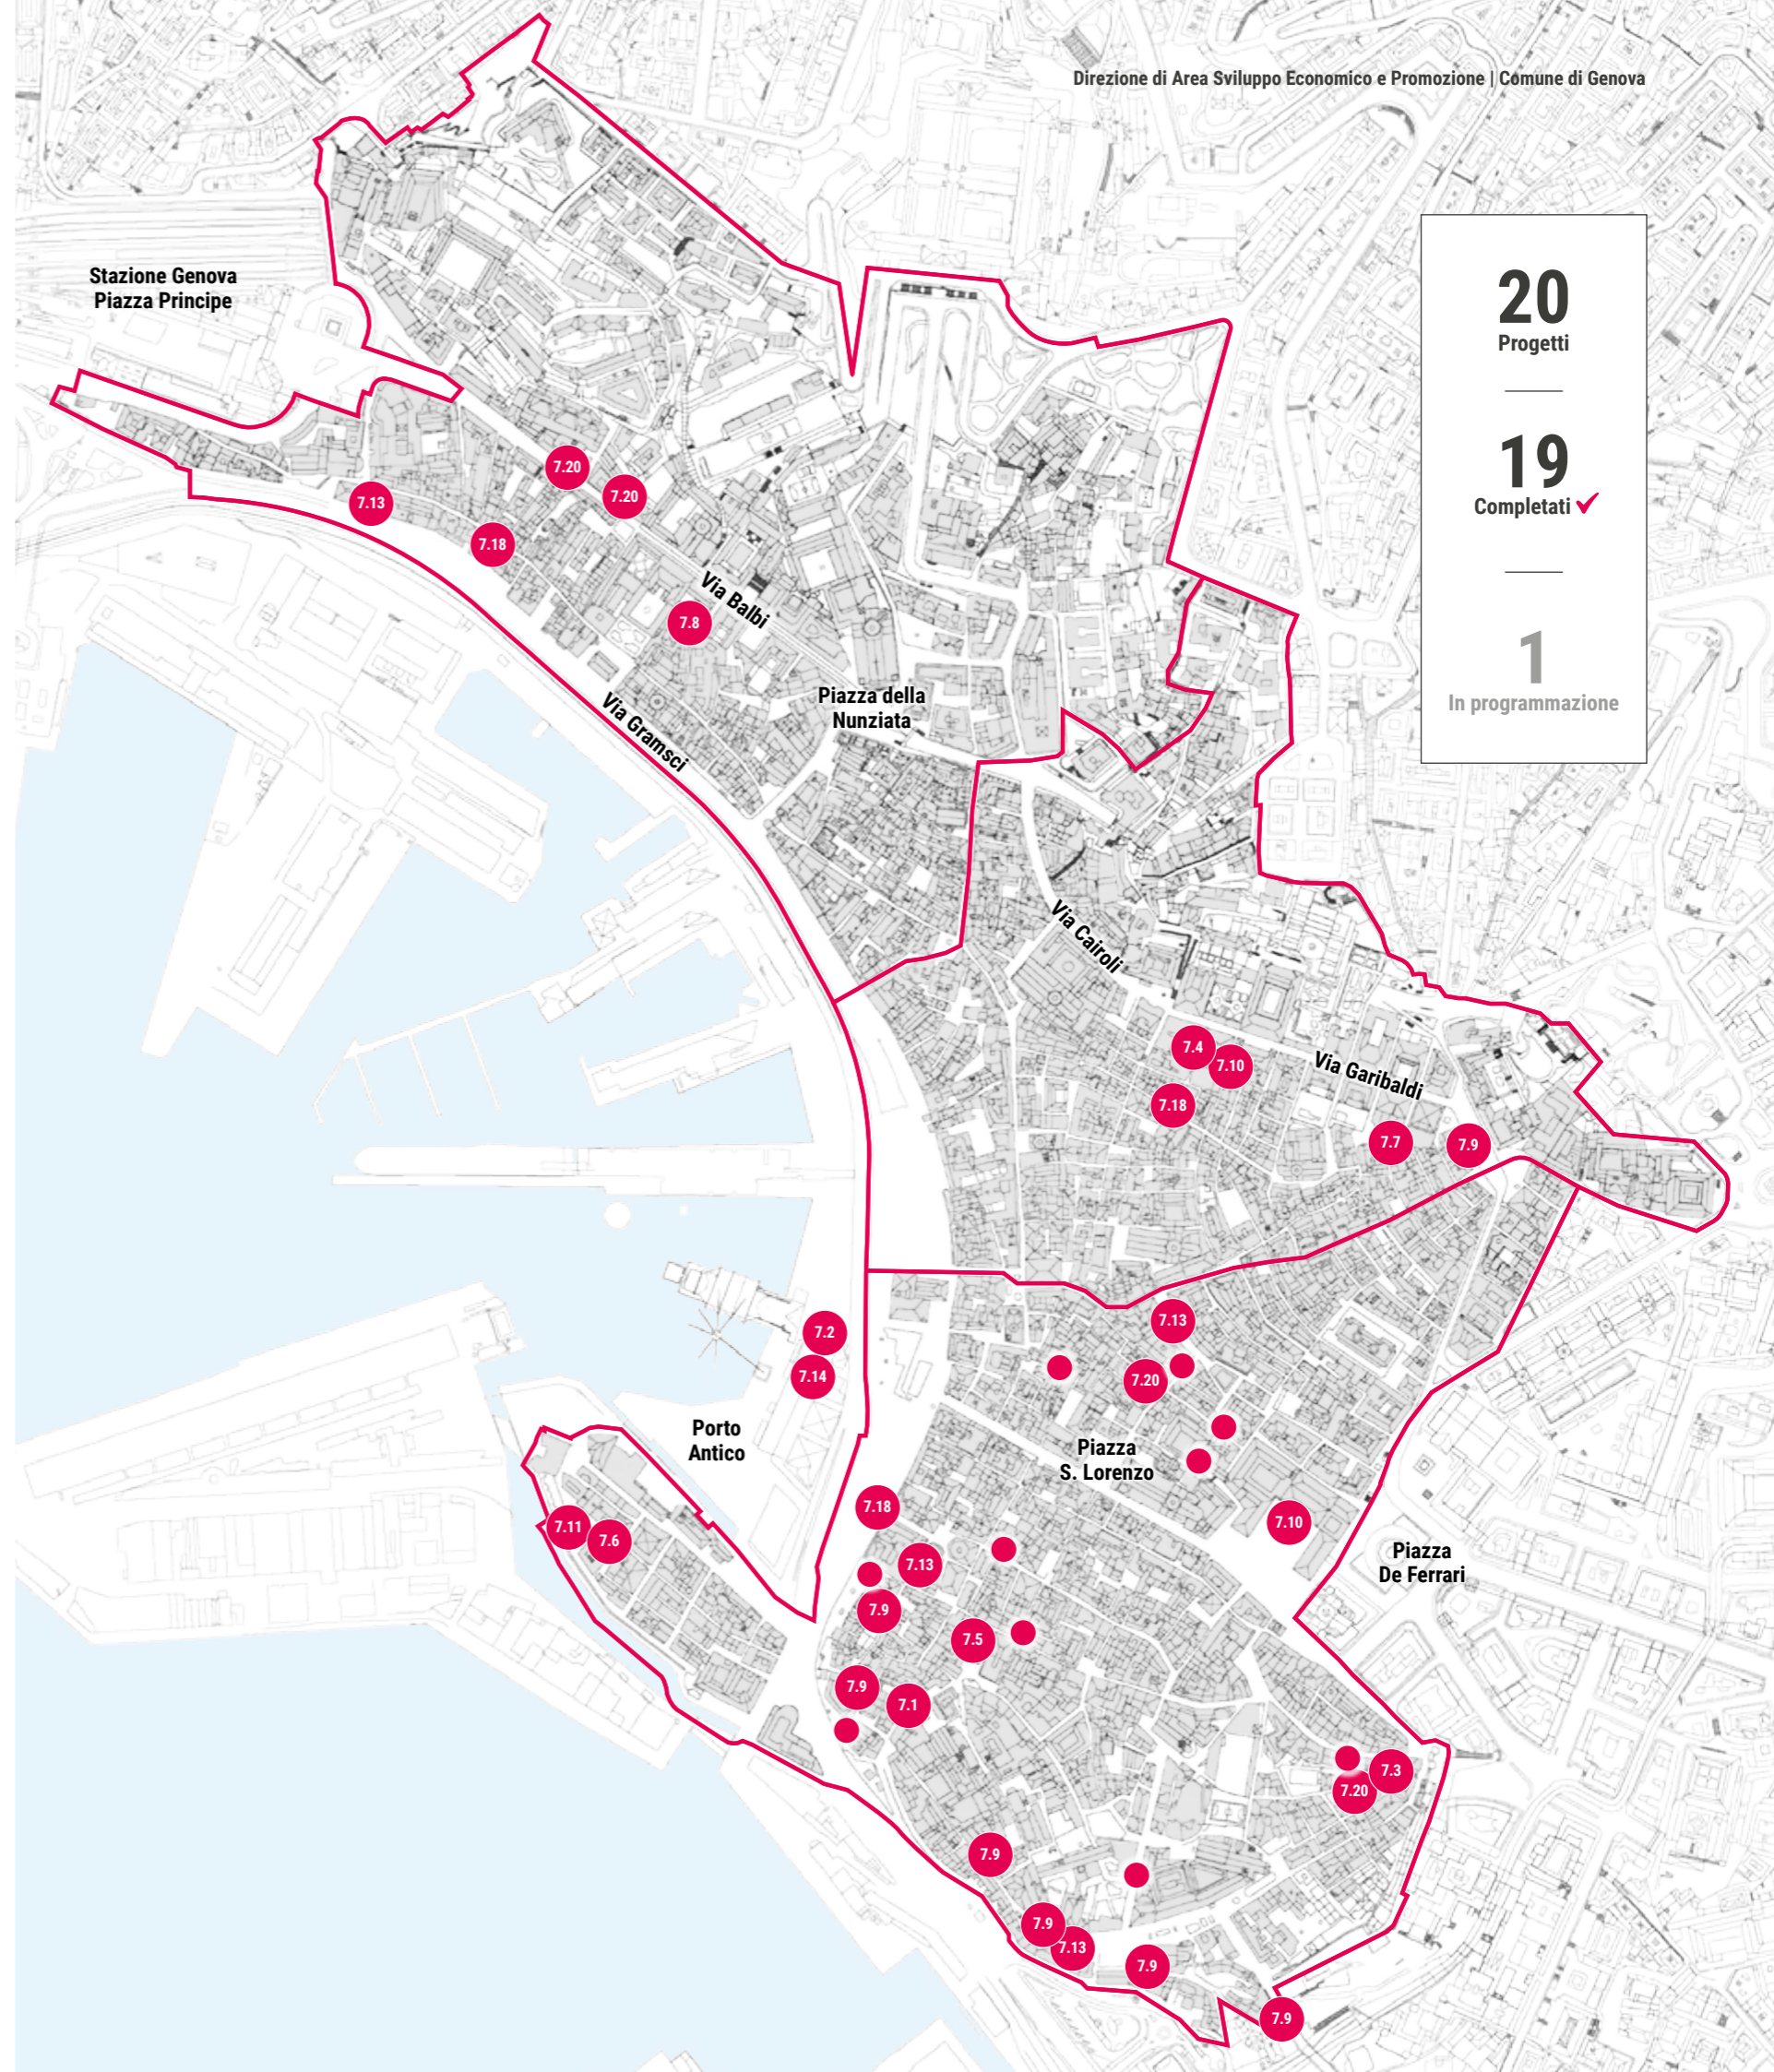 Direzione di Area Sviluppo Economico e Promozione | Comune di Genova
20
Progetti
19
Completati
1
In programmazione
Stazione Genova
Piazza Principe
7.20
7.20
7.13
7.18
Via Balbi
7.8
Piazza della
Nunziata
Via Gramsci
Via Cairoli
7.4
7.10
Via Garibaldi
7.18
7.7
7.9
7.2
7.13
7.14
7.20
Porto
Antico
Piazza
S. Lorenzo
7.18
7.10
7.11
7.6
7.13
Piazza
De Ferrari
7.9
7.5
7.9
7.1
7.3
7.20
7.9
7.9
7.13
7.9
7.9